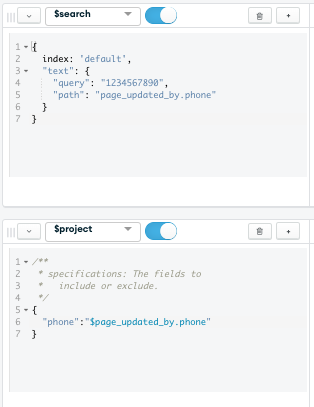 $search
1 {
2 index: 'default',
3 "text": {
4 "query": "1234567890",
5 "path": "page_updated_by.phone"
6 }
7 }
$project
1 /**
2 * specifications: The fields to
3 * include or exclude.
4 */
5 {
6 "phone":"$page_updated_by.phone"
7 }